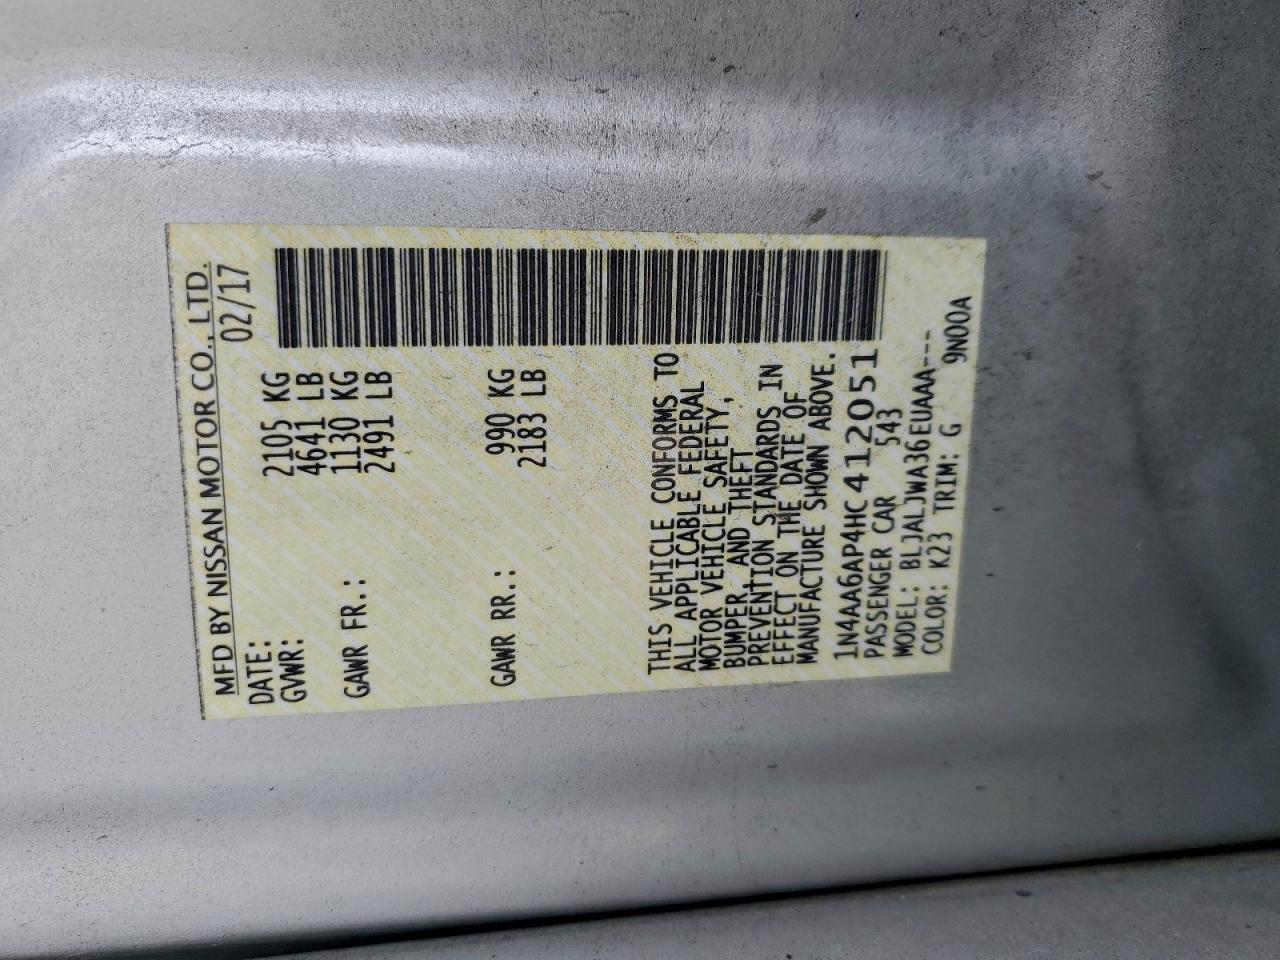 MFD BY NISSAN MOTOR CO., LTD.
DATE: 02/17
GVWR: 2105 KG
4641 LB
GAWR FR.: 1130 KG
2491 LB
GAWR RR.: 990 KG
2183 LB
THIS VEHICLE CONFORMS TO
ALL APPLICABLE FEDERAL
MOTOR VEHICLE SAFETY,
BUMPER, AND THEFT
PREVENTION STANDARDS IN
EFFECT ON THE DATE OF
MANUFACTURE SHOWN ABOVE.
1N4AA6AP4HC412051
PASSENGER CAR 543
MODEL: BLJALJWA36EUAAA---
COLOR: K23 TRIM: G 9N00A